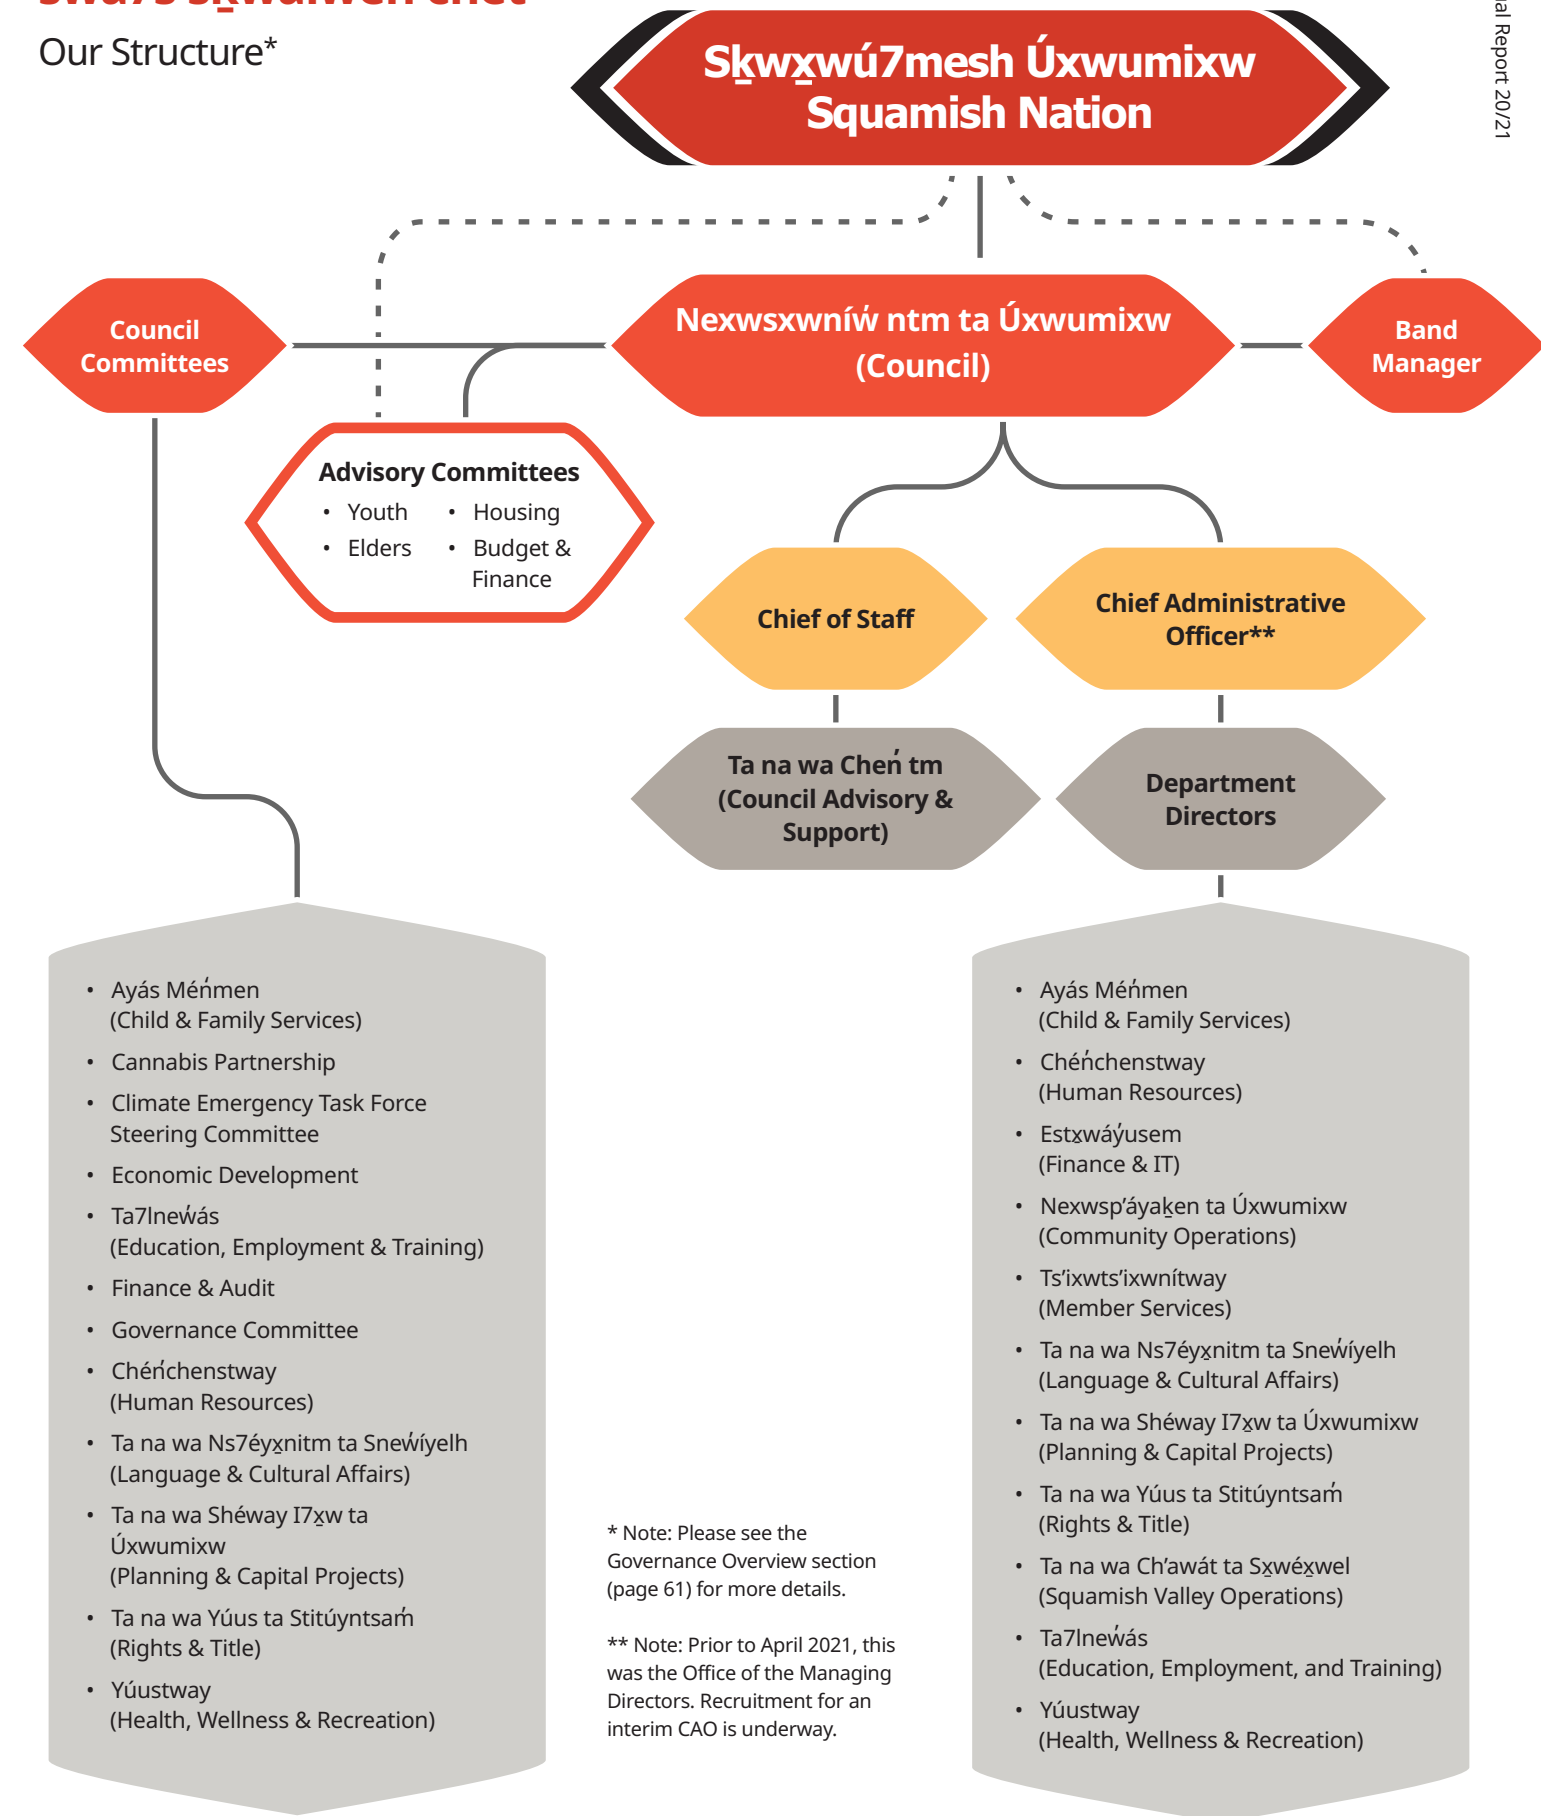 Our Structure*
al Report 20/21
Sḵwx̱wú7mesh Úxwumixw
Squamish Nation
Council
Committees
Nexwsxwníw̓ ntm ta Úxwumixw
(Council)
Band
Manager
Advisory Committees
• Youth
• Elders
• Housing
• Budget &
Finance
Chief of Staff
Chief Administrative
Officer**
Ta na wa Chen̓ tm
(Council Advisory &
Support)
Department
Directors
• Ayás Mén̓men
(Child & Family Services)
• Cannabis Partnership
• Climate Emergency Task Force
Steering Committee
• Economic Development
• Ta7lnew̓ás
(Education, Employment & Training)
• Finance & Audit
• Governance Committee
• Chén̓chenstway
(Human Resources)
• Ta na wa Ns7éyx̱nitm ta Snew̓íyelh
(Language & Cultural Affairs)
• Ta na wa Shéway I7x̱w ta
Úxwumixw
(Planning & Capital Projects)
• Ta na wa Yúus ta Stitúyntsam̓
(Rights & Title)
• Yúustway
(Health, Wellness & Recreation)
* Note: Please see the
Governance Overview section
(page 61) for more details.
** Note: Prior to April 2021, this
was the Office of the Managing
Directors. Recruitment for an
interim CAO is underway.
• Ayás Mén̓men
(Child & Family Services)
• Chén̓chenstway
(Human Resources)
• Estx̱wáy̓usem
(Finance & IT)
• Nexwsp’áyaḵen ta Úxwumixw
(Community Operations)
• Ts’ixwts’ixwnítway
(Member Services)
• Ta na wa Ns7éyx̱nitm ta Snew̓íyelh
(Language & Cultural Affairs)
• Ta na wa Shéway I7x̱w ta Úxwumixw
(Planning & Capital Projects)
• Ta na wa Yúus ta Stitúyntsam̓
(Rights & Title)
• Ta na wa Ch’awát ta Sx̱wéx̱wel
(Squamish Valley Operations)
• Ta7lnew̓ás
(Education, Employment, and Training)
• Yúustway
(Health, Wellness & Recreation)